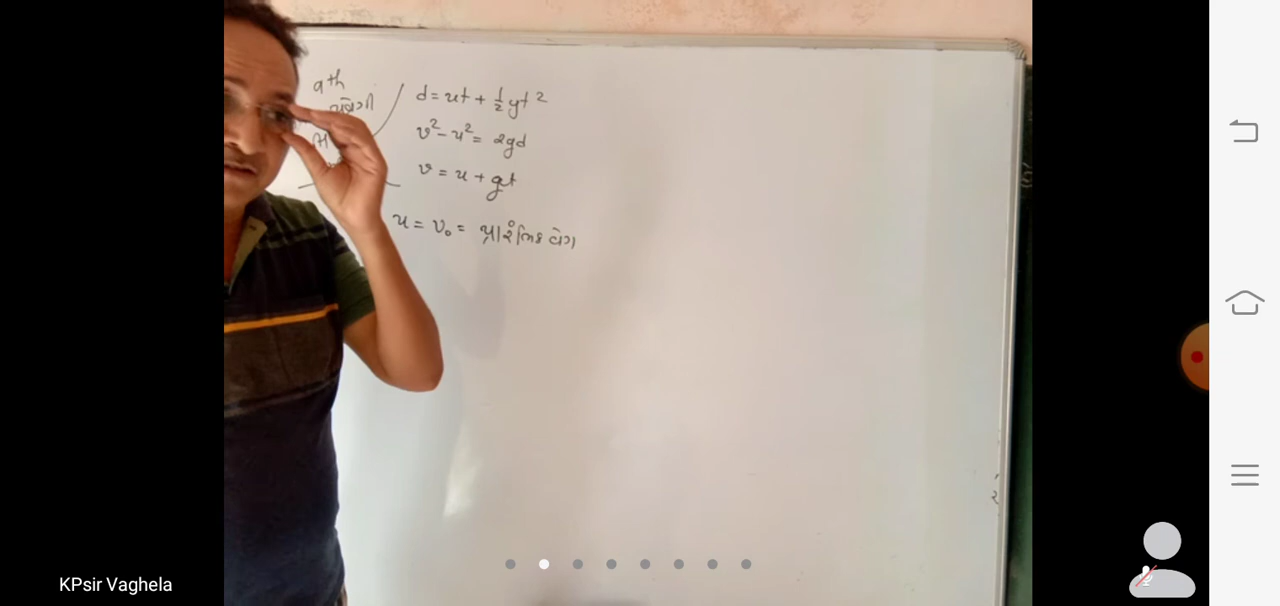 9th
d = ut + 1/2 gt²
v² - u² = 2gd
v = u + gt
u = v₀ = પ્રારંભિક વેગ
KPsir Vaghela